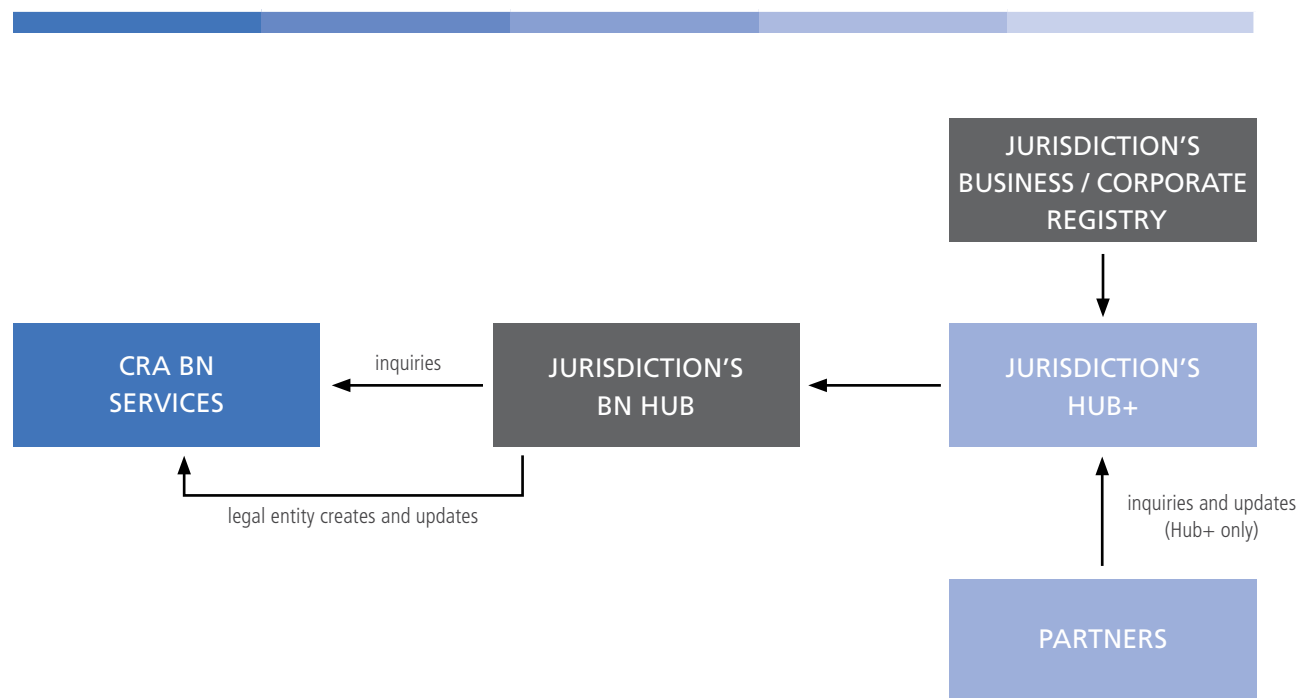 JURISDICTION'S
BUSINESS / CORPORATE
REGISTRY
CRA BN
SERVICES
inquiries
JURISDICTION'S
BN HUB
JURISDICTION'S
HUB+
legal entity creates and updates
inquiries and updates
(Hub+ only)
PARTNERS